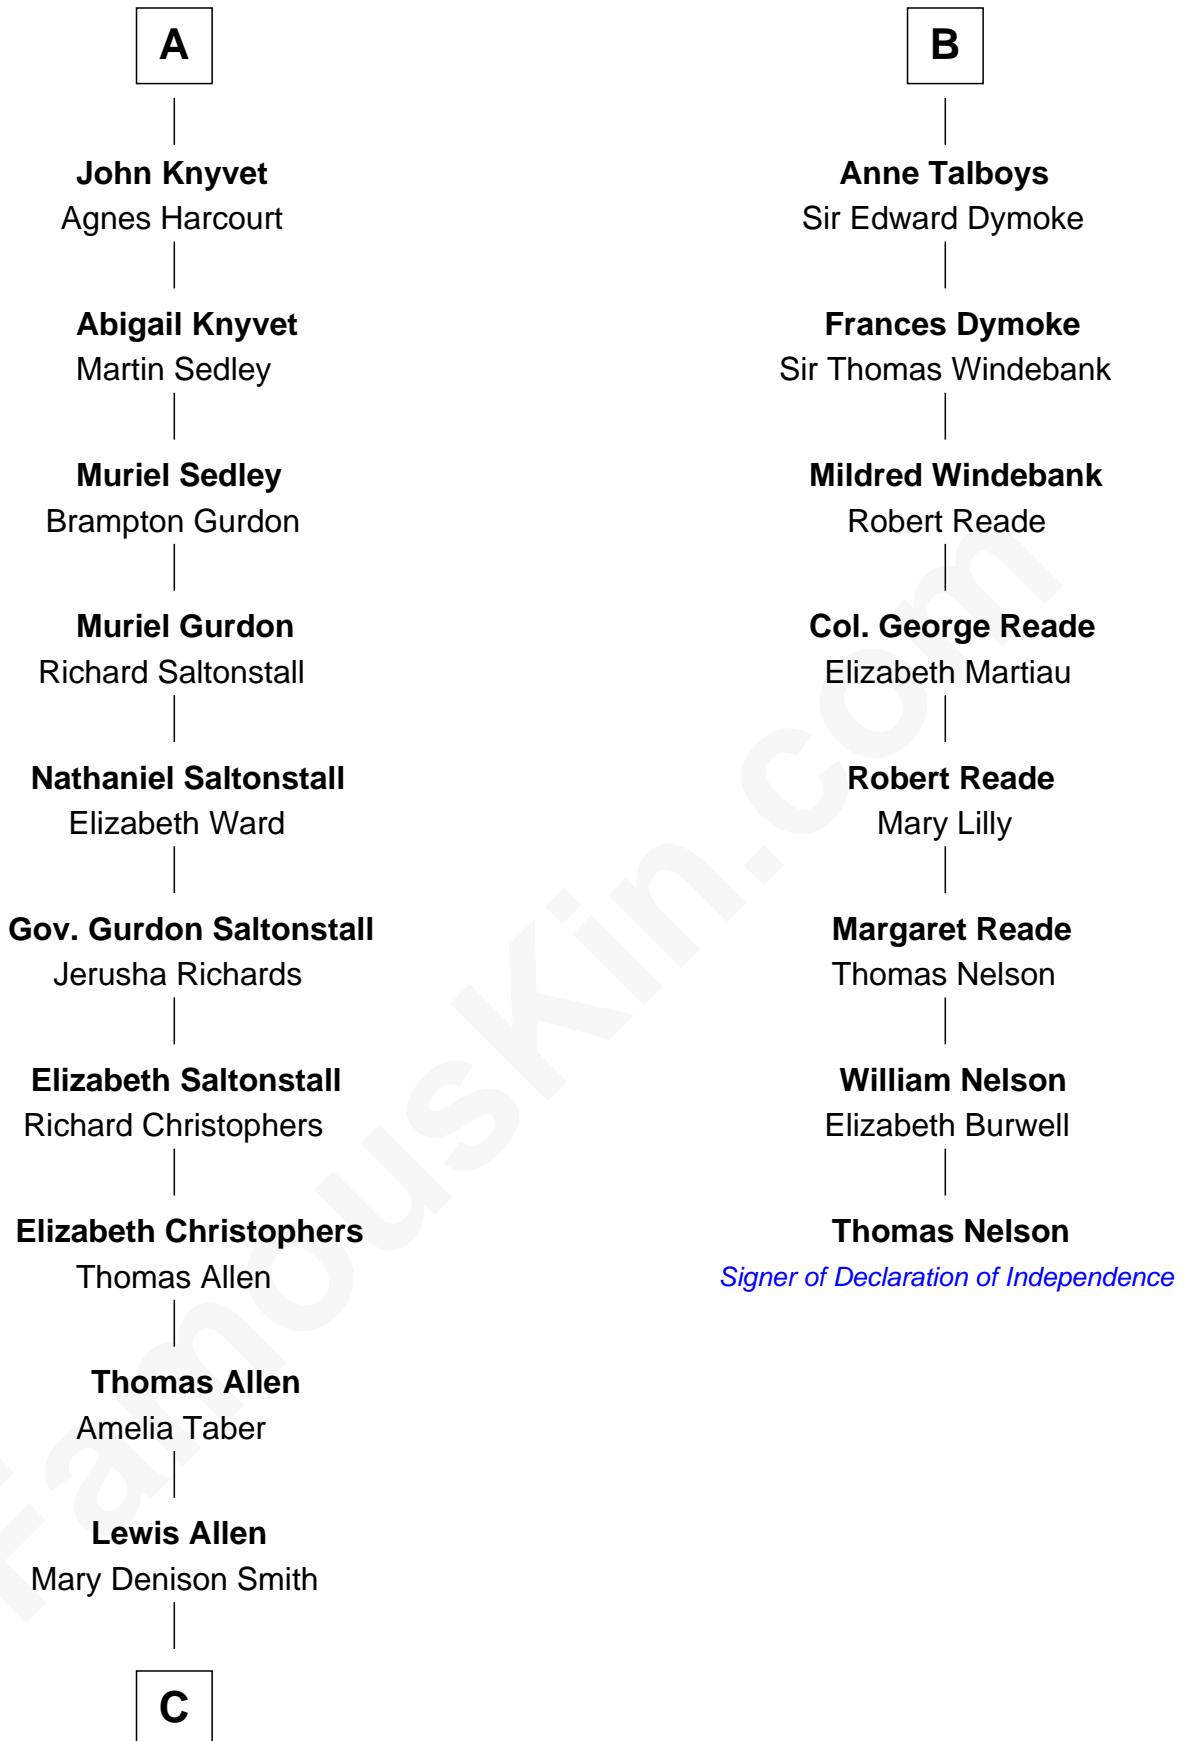 A
John Knyvet
Agnes Harcourt
Abigail Knyvet
Martin Sedley
Muriel Sedley
Brampton Gurdon
Muriel Gurdon
Richard Saltonstall
Nathaniel Saltonstall
Elizabeth Ward
Gov. Gurdon Saltonstall
Jerusha Richards
Elizabeth Saltonstall
Richard Christophers
Elizabeth Christophers
Thomas Allen
Thomas Allen
Amelia Taber
Lewis Allen
Mary Denison Smith
C
B
Anne Talboys
Sir Edward Dymoke
Frances Dymoke
Sir Thomas Windebank
Mildred Windebank
Robert Reade
Col. George Reade
Elizabeth Martiau
Robert Reade
Mary Lilly
Margaret Reade
Thomas Nelson
William Nelson
Elizabeth Burwell
Thomas Nelson
Signer of Declaration of Independence
FamousKin.com